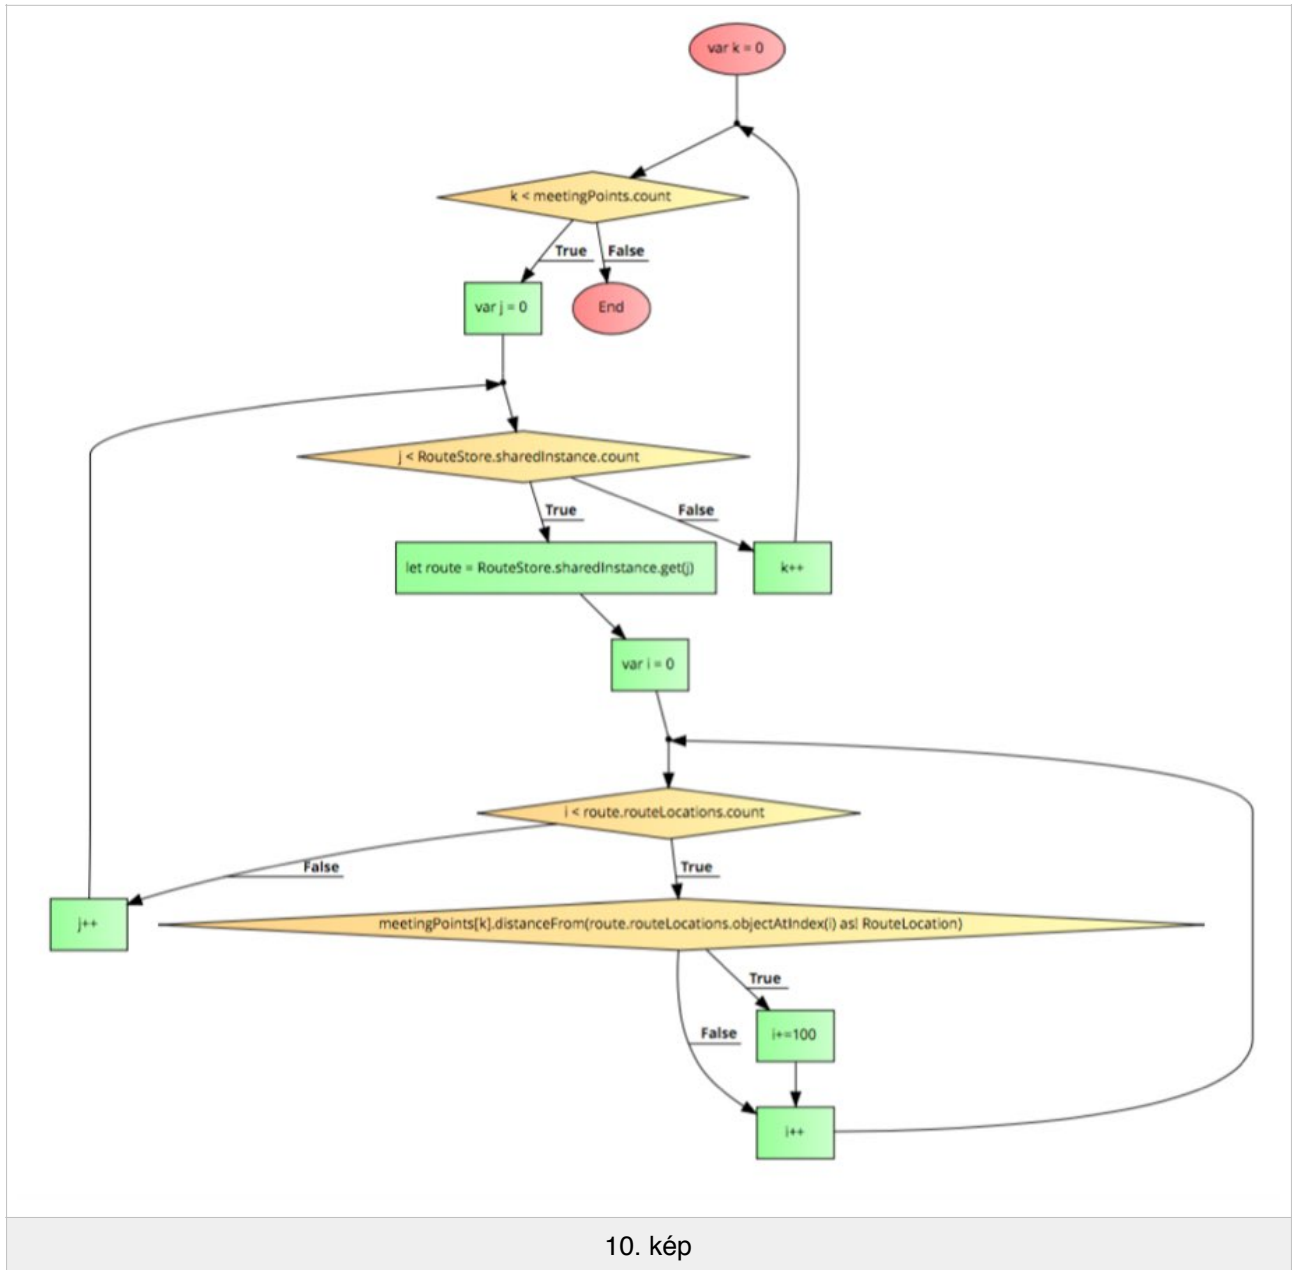 var k = 0
k < meetingPoints.count
True
False
var j = 0
End
j < RouteStore.sharedInstance.count
True
False
let route = RouteStore.sharedInstance.get(j)
k++
var i = 0
i < route.routeLocations.count
False
True
j++
meetingPoints[k].distanceFrom(route.routeLocations.objectAtIndex(i) as! RouteLocation)
True
False
i+=100
i++
10. kép